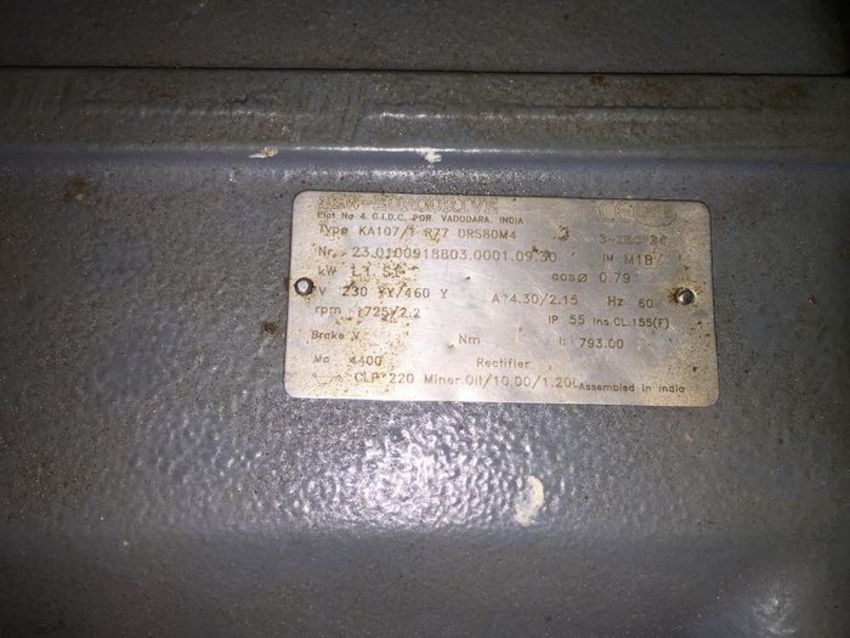 SEW-EURODRIVE
Plot No 4 G.I.D.C. POR. VADODARA, INDIA
Type KA107/T R77 DRS80M4 3
Nr. 23.0100918803.0001.09.30 IM M1B
kW 1.1 S1 cosø 0.79
V 230 YY/460 Y A 4.30/2.15 Hz 60
rpm 1725/2.2 IP 55 Ins.CL.155(F)
Brake V Nm i: 793.00
Ma 4400 Rectifier
CLP 220 Miner.Oil/10.00/1.20L Assembled in India